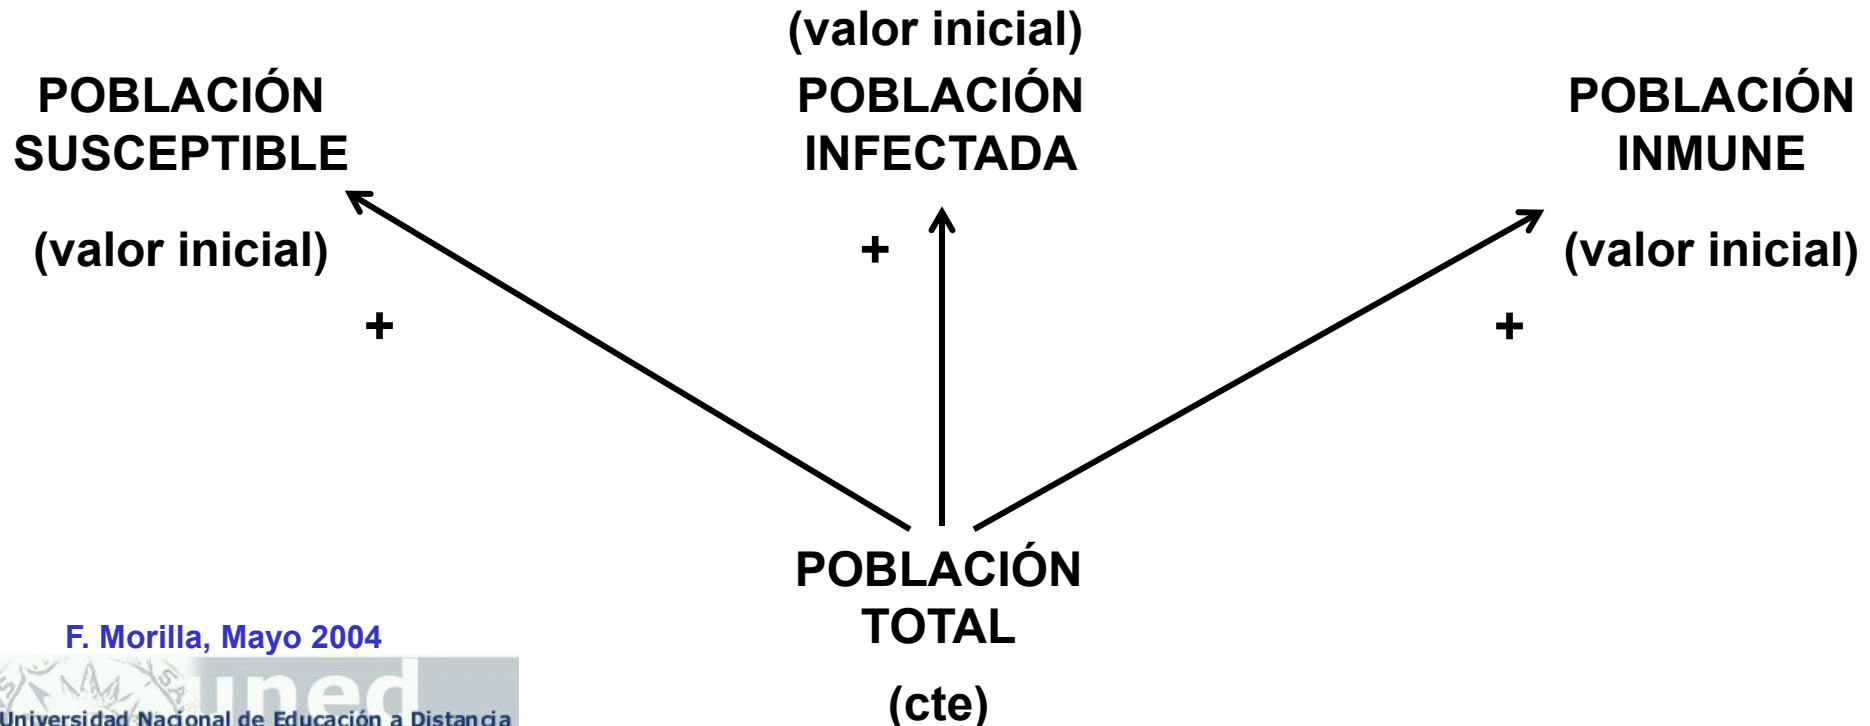 (valor inicial)
POBLACIÓN
SUSCEPTIBLE
(valor inicial)
+
POBLACIÓN
INFECTADA
+
POBLACIÓN
INMUNE
(valor inicial)
+
POBLACIÓN
TOTAL
(cte)
F. Morilla, Mayo 2004
uned
Universidad Nacional de Educación a Distancia